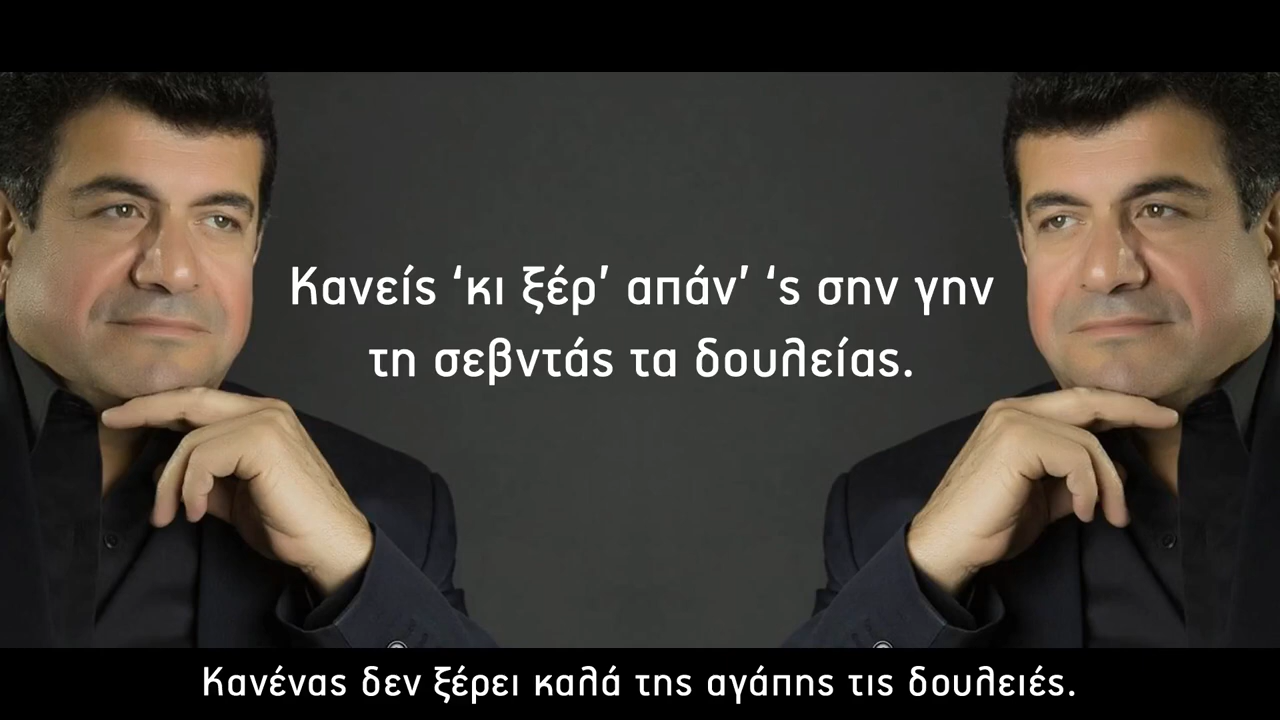 Κανείς ‘κι ξέρ’ απάν’ ‘ς σην γην
τη σεβντάς τα δουλείας.
Κανένας δεν ξέρει καλά της αγάπης τις δουλειές.